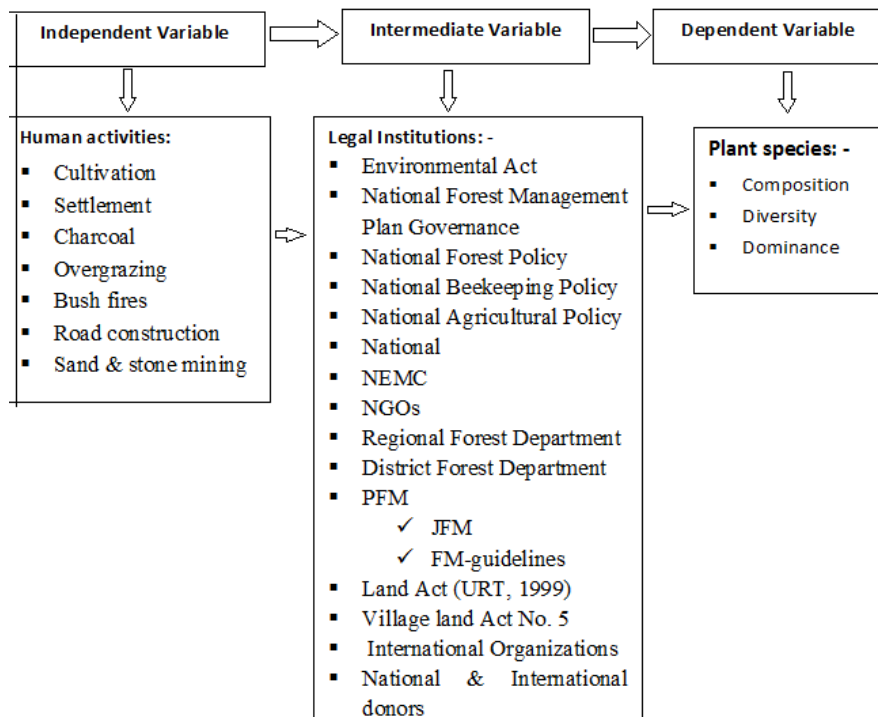 Independent Variable
Intermediate Variable
Dependent Variable
Human activities:
▪ Cultivation
▪ Settlement
▪ Charcoal
▪ Overgrazing
▪ Bush fires
▪ Road construction
▪ Sand & stone mining
Legal Institutions: -
▪ Environmental Act
▪ National Forest Management
Plan Governance
▪ National Forest Policy
▪ National Beekeeping Policy
▪ National Agricultural Policy
▪ National
▪ NEMC
▪ NGOs
▪ Regional Forest Department
▪ District Forest Department
▪ PFM
✓ JFM
✓ FM-guidelines
▪ Land Act (URT, 1999)
▪ Village land Act No. 5
▪ International Organizations
▪ National & International
donors
Plant species: -
▪ Composition
▪ Diversity
▪ Dominance